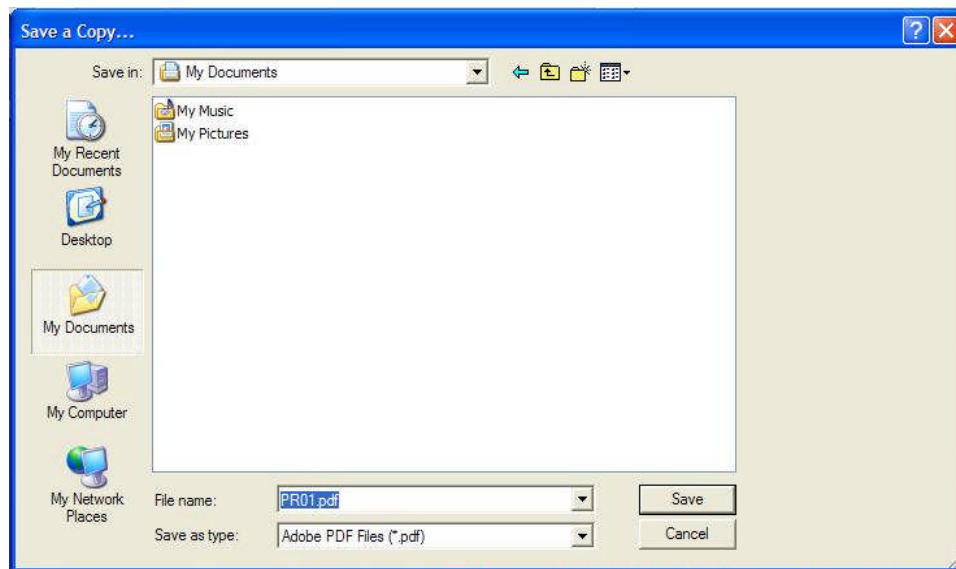 Save a Copy...
Save in:
My Documents
My Music
My Pictures
My Recent
Documents
Desktop
My Documents
My Computer
My Network
Places
File name:
PR01.pdf
Save
Save as type:
Adobe PDF Files (*.pdf)
Cancel